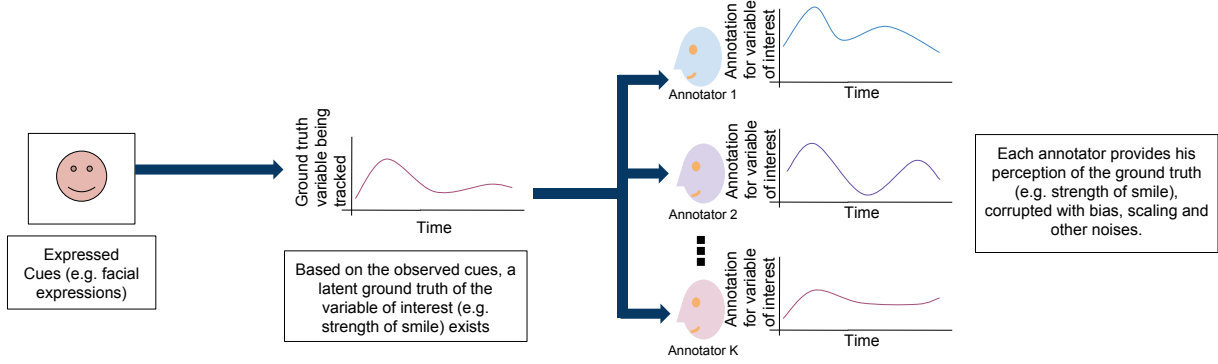 Expressed
Cues (e.g. facial
expressions)
Ground truth
variable being
tracked
Time
Based on the observed cues, a
latent ground truth of the
variable of interest (e.g.
strength of smile) exists
Annotator 1
Annotation
for variable
of interest
Time
Annotator 2
Annotation
for variable
of interest
Time
Annotator K
Annotation
for variable
of interest
Time
Each annotator provides his
perception of the ground truth
(e.g. strength of smile),
corrupted with bias, scaling and
other noises.